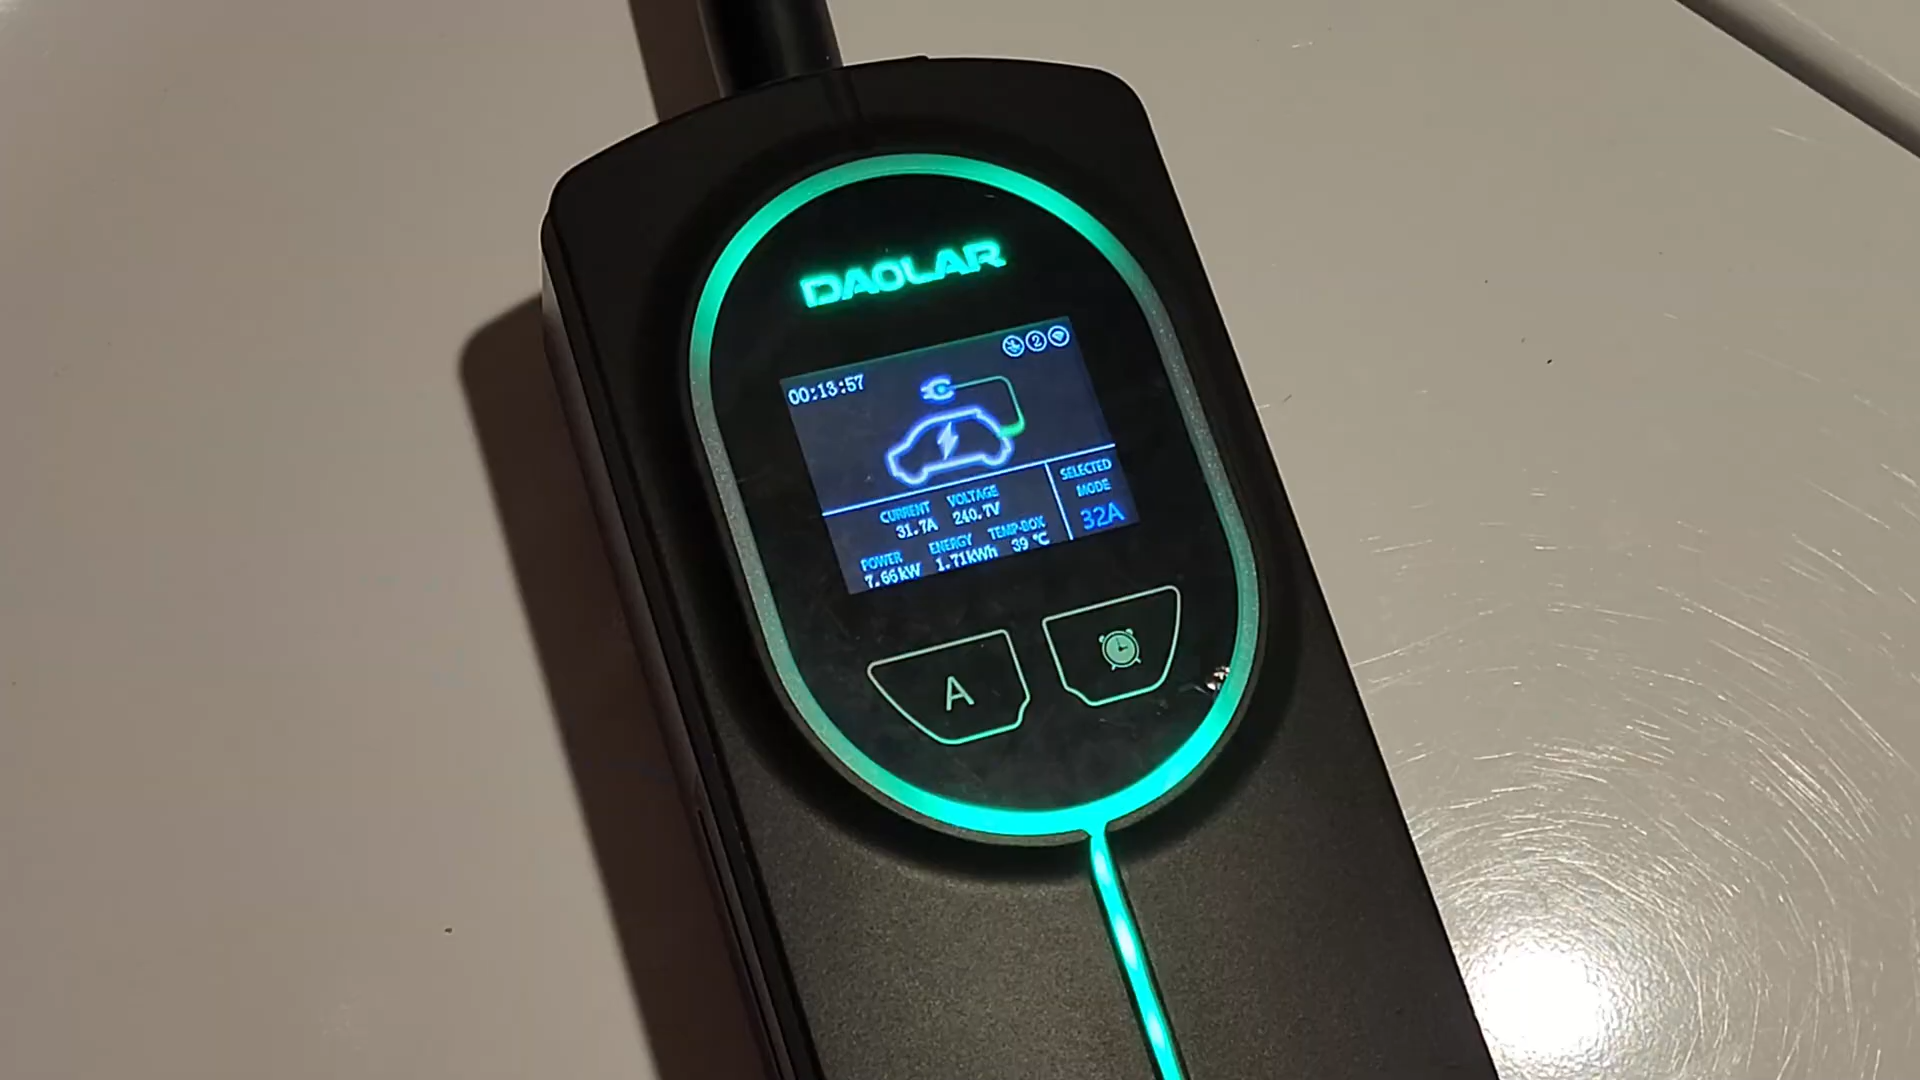 DAOLAR
2
00:13:57
CURRENT VOLTAGE
31.7A 240.7V
POWER ENERGY TEMP-BOX
7.66kW 1.71kWh 39 °C
SELECTED
MODE
32A
A